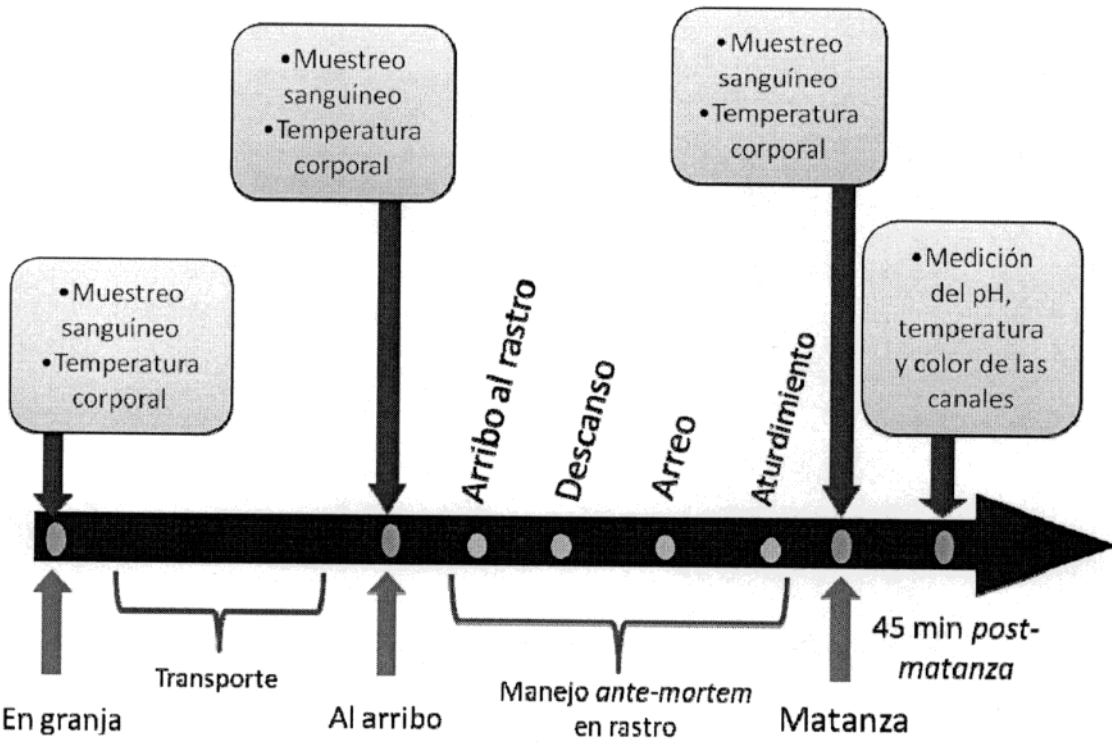 •Muestreo
sanguíneo
•Temperatura
corporal
•Muestreo
sanguíneo
•Temperatura
corporal
•Muestreo
sanguíneo
•Temperatura
corporal
•Medición
del pH,
temperatura
y color de las
canales
Arribo al rastro
Descanso
Arreo
Aturdimiento
En granja
Transporte
Al arribo
Manejo ante-mortem
en rastro
Matanza
45 min post-
matanza